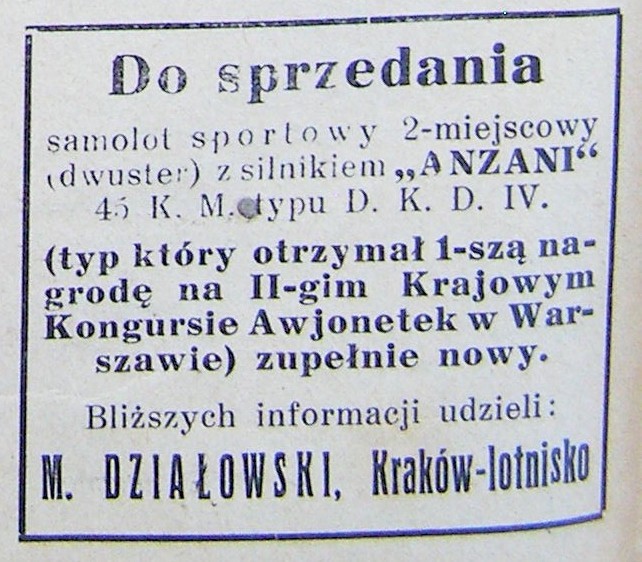 Do sprzedania
samolot sportowy 2-miejscowy
(dwuster) z silnikiem „ANZANI“
45 K. M. typu D. K. D. IV.
(typ który otrzymał 1-szą na-
grodę na II-gim Krajowym
Kongursie Awjonetek w War-
szawie) zupełnie nowy.
Bliższych informacji udzieli:
M. DZIAŁOWSKI, Kraków-lotnisko